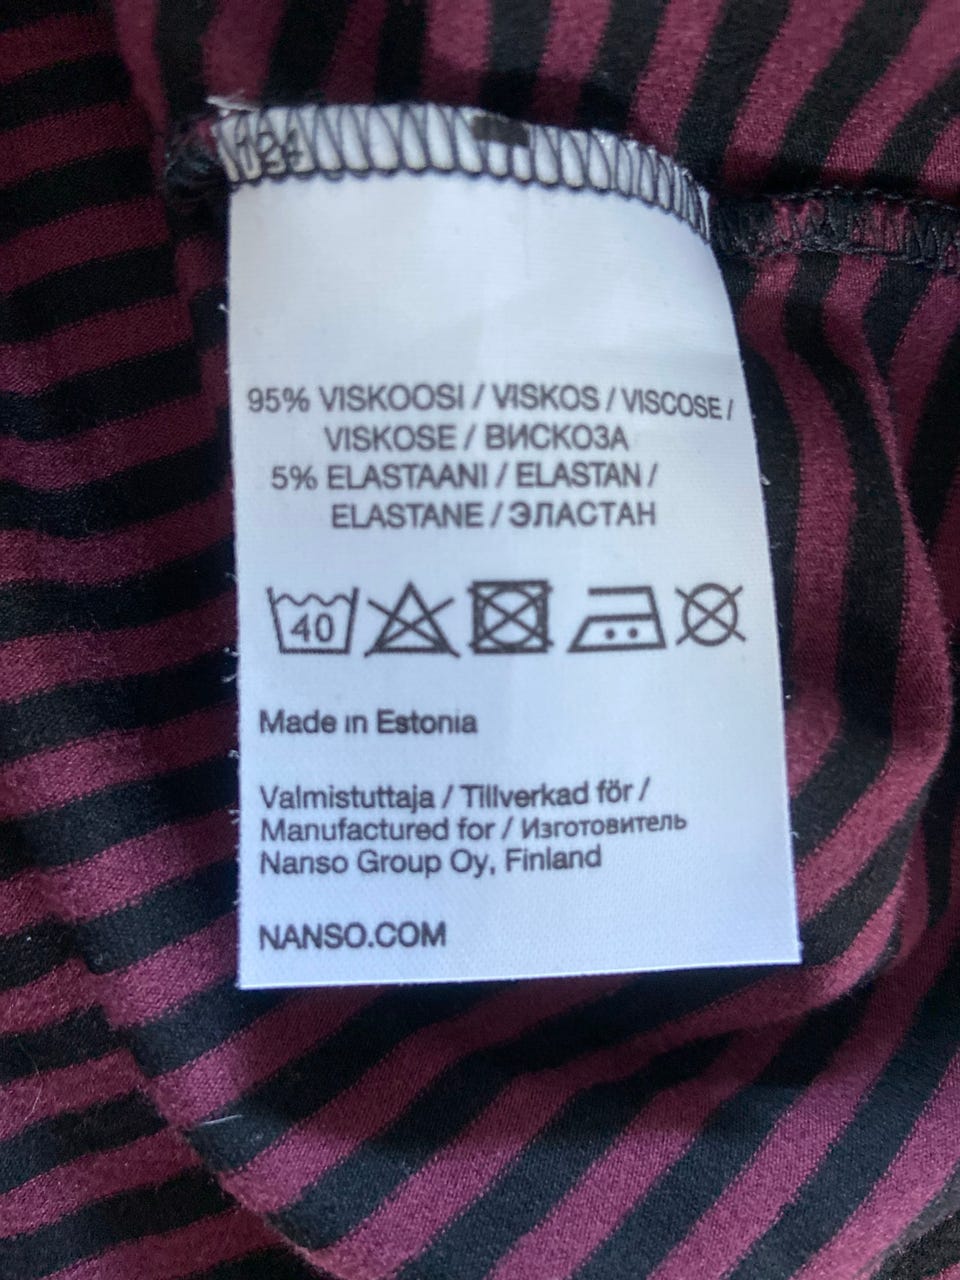 95% VISKOOSI / VISKOS / VISCOSE /
VISKOSE / ВИСКОЗА
5% ELASTAANI / ELASTAN /
ELASTANE / ЭЛАСТАН
40
Made in Estonia
Valmistuttaja / Tillverkad för /
Manufactured for / Изготовитель
Nanso Group Oy, Finland
NANSO.COM